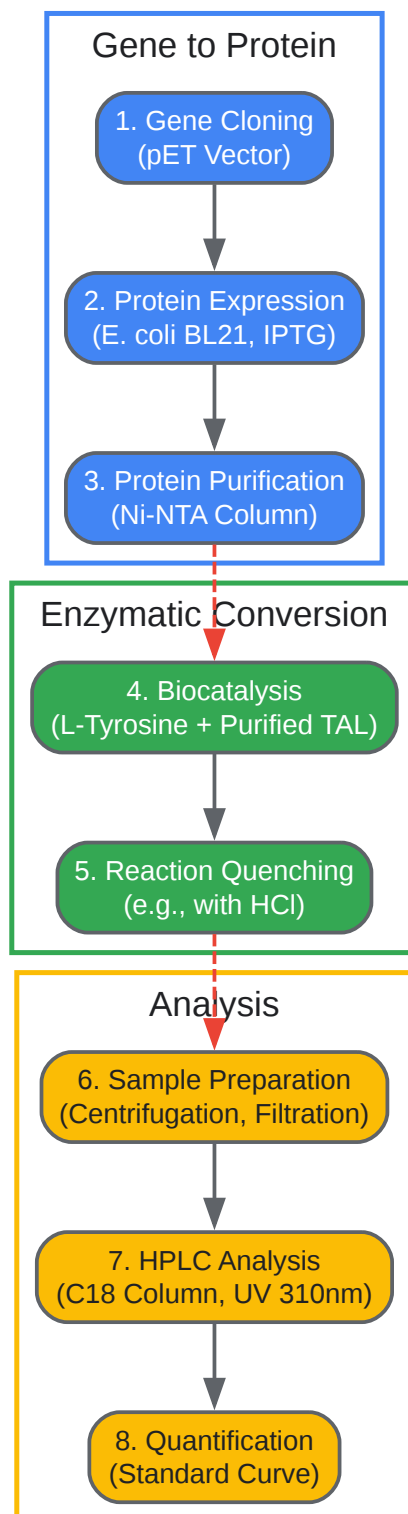 Gene to Protein
1. Gene Cloning
(pET Vector)
2. Protein Expression
(E. coli BL21, IPTG)
3. Protein Purification
(Ni-NTA Column)
Enzymatic Conversion
4. Biocatalysis
(L-Tyrosine + Purified TAL)
5. Reaction Quenching
(e.g., with HCl)
Analysis
6. Sample Preparation
(Centrifugation, Filtration)
7. HPLC Analysis
(C18 Column, UV 310nm)
8. Quantification
(Standard Curve)